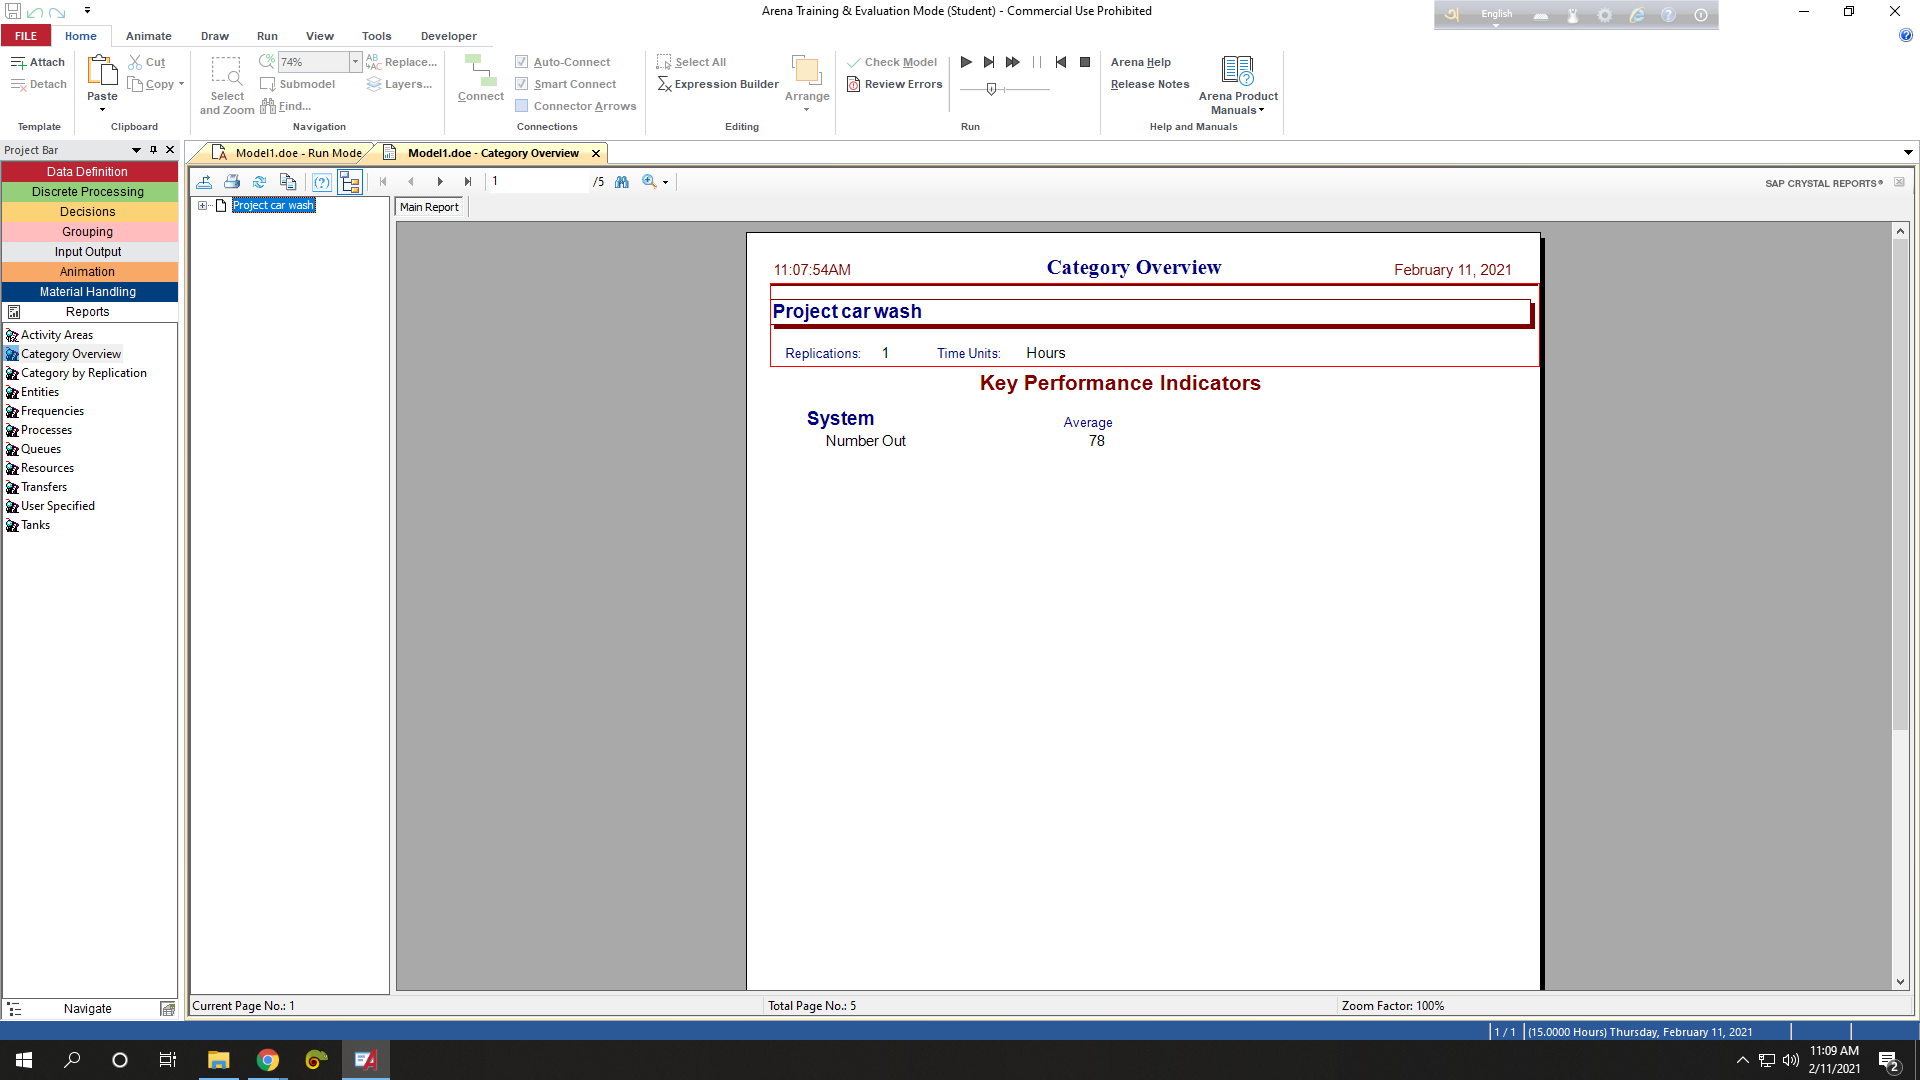 Arena Training & Evaluation Mode (Student) - Commercial Use Prohibited
English
FILE Home Animate Draw Run View Tools Developer
Attach
Detach
Template
Paste
Cut
Copy
Clipboard
Select
and Zoom
74%
Submodel
Find...
Replace...
Layers...
Navigation
Connect
Auto-Connect
Smart Connect
Connector Arrows
Connections
Select All
Expression Builder
Arrange
Editing
Check Model
Review Errors
Run
Arena Help
Release Notes
Arena Product
Manuals
Help and Manuals
Project Bar
Data Definition
Discrete Processing
Decisions
Grouping
Input Output
Animation
Material Handling
Reports
Activity Areas
Category Overview
Category by Replication
Entities
Frequencies
Processes
Queues
Resources
Transfers
User Specified
Tanks
Navigate
Model1.doe - Run Mode
Model1.doe - Category Overview
1 /5
SAP CRYSTAL REPORTS®
Project car wash
Main Report
11:07:54AM Category Overview February 11, 2021
Project car wash
Replications: 1 Time Units: Hours
Key Performance Indicators
System Average
Number Out 78
Current Page No.: 1 Total Page No.: 5 Zoom Factor: 100%
1 / 1 (15.0000 Hours) Thursday, February 11, 2021
11:09 AM
2/11/2021
2